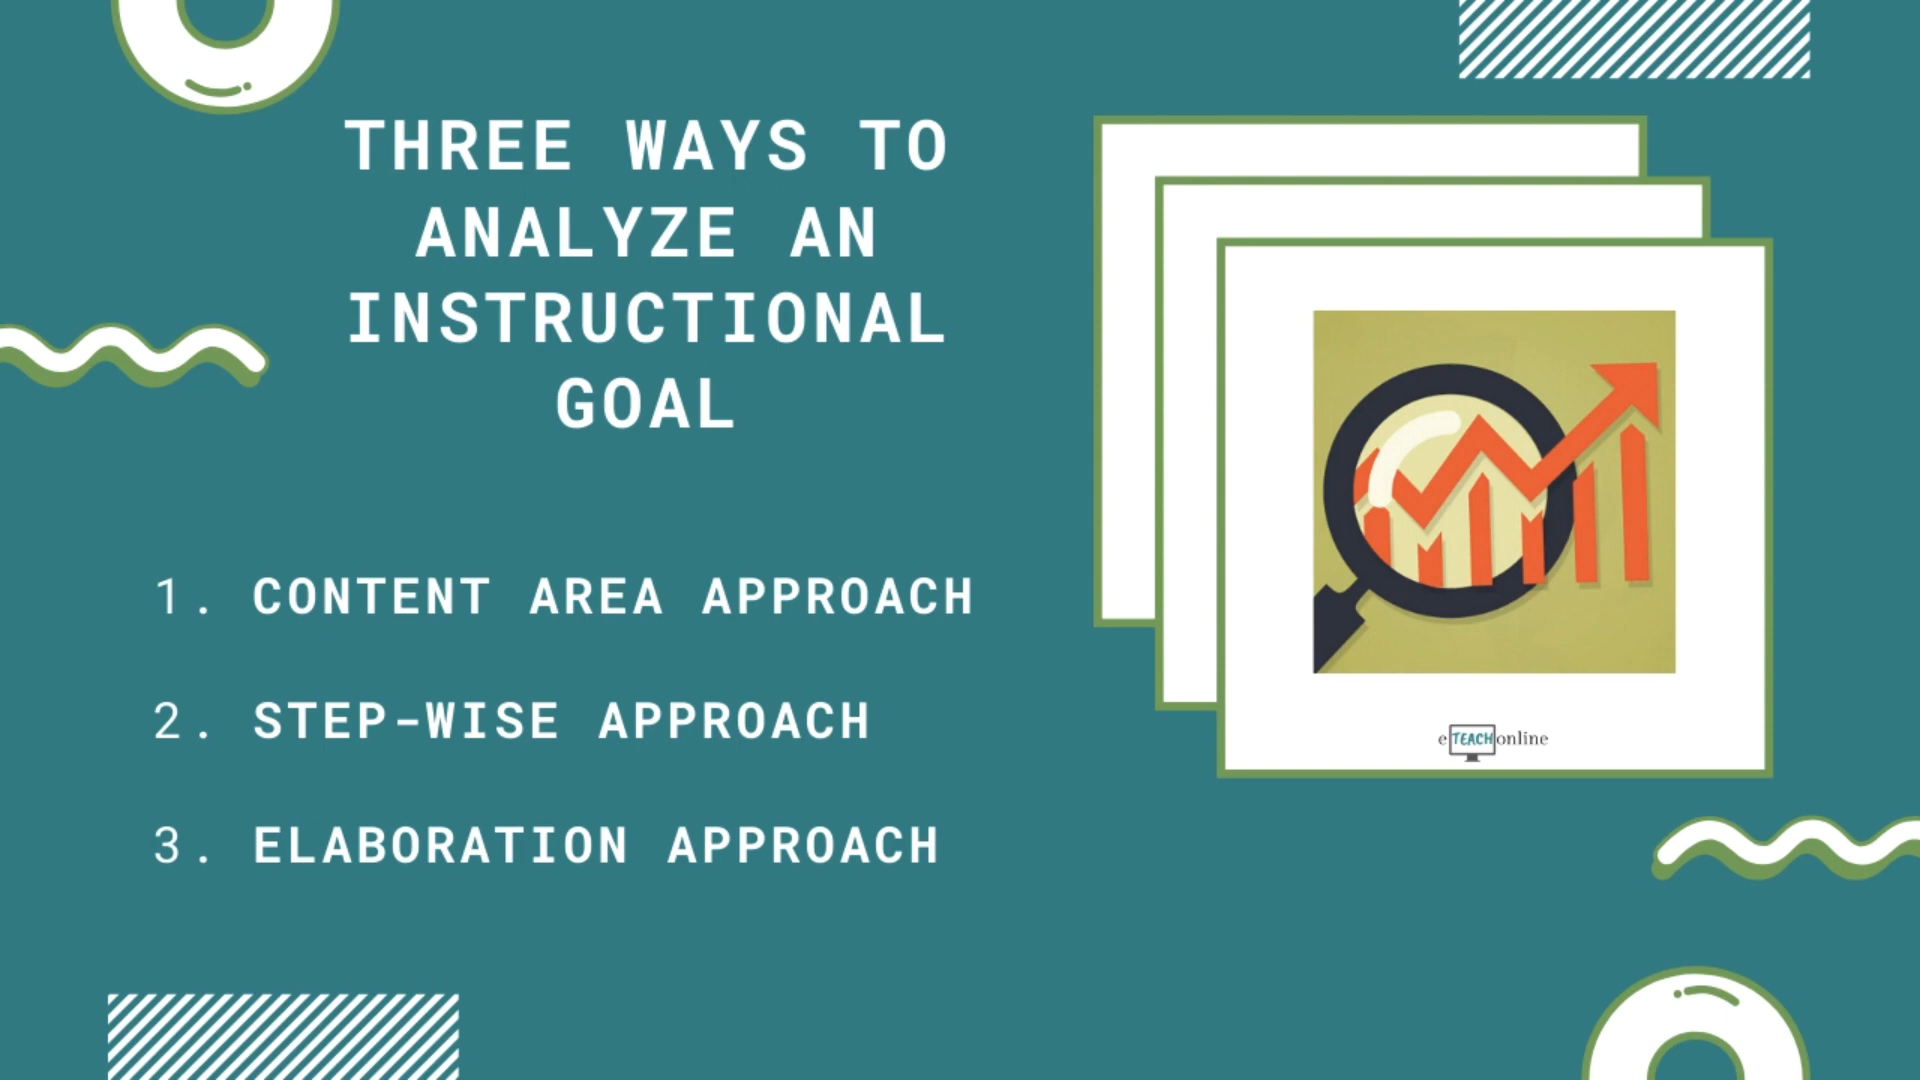 THREE WAYS TO
ANALYZE AN
INSTRUCTIONAL
GOAL
1. CONTENT AREA APPROACH
2. STEP-WISE APPROACH
3. ELABORATION APPROACH
eTEACHonline